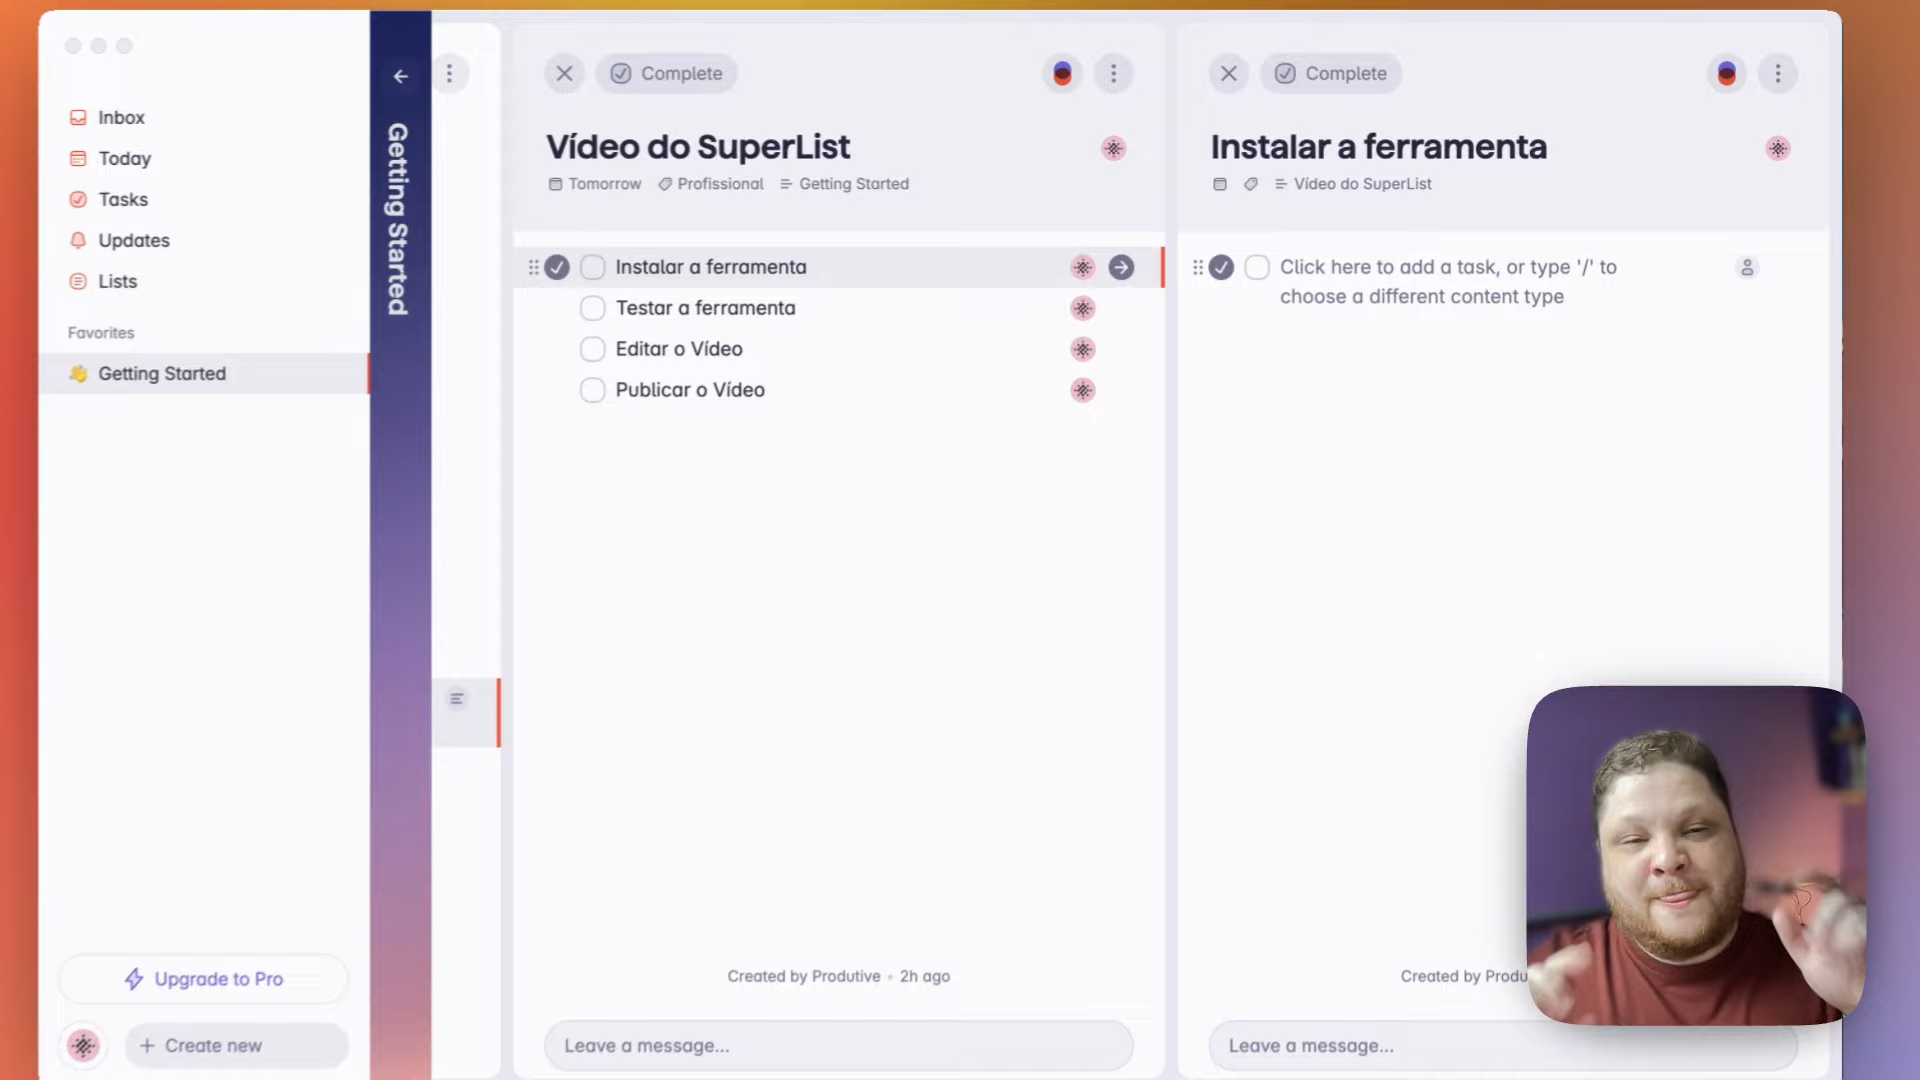 Inbox
Today
Tasks
Updates
Lists
Favorites
👋 Getting Started
Upgrade to Pro
+ Create new
Getting Started
Complete
Vídeo do SuperList
Tomorrow Profissional Getting Started
Instalar a ferramenta
Testar a ferramenta
Editar o Vídeo
Publicar o Vídeo
Created by Produtive • 2h ago
Leave a message...
Complete
Instalar a ferramenta
Vídeo do SuperList
Click here to add a task, or type '/' to
choose a different content type
Created by
Leave a message...